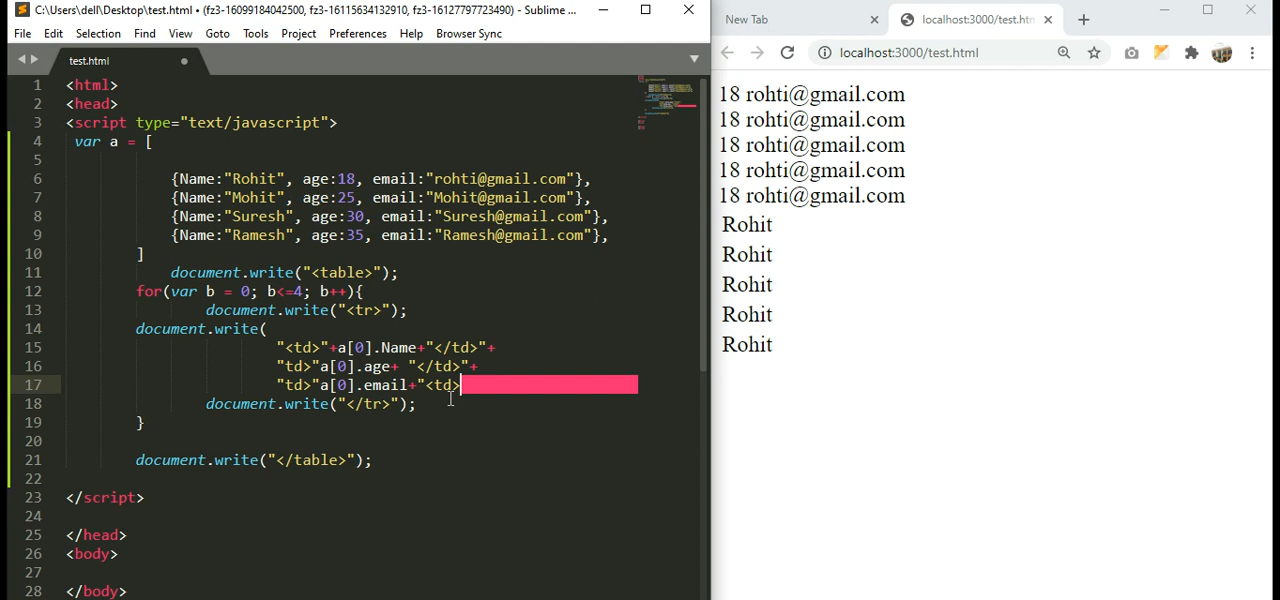 C:\Users\dell\Desktop\test.html • (fz3-16099184042500, fz3-16115634132910, fz3-16127797723490) - Sublime ...
File Edit Selection Find View Goto Tools Project Preferences Help Browser Sync
test.html
1 <html>
2 <head>
3 <script type="text/javascript">
4 var a = [
5
6 {Name:"Rohit", age:18, email:"rohti@gmail.com"},
7 {Name:"Mohit", age:25, email:"Mohit@gmail.com"},
8 {Name:"Suresh", age:30, email:"Suresh@gmail.com"},
9 {Name:"Ramesh", age:35, email:"Ramesh@gmail.com"},
10 ]
11 document.write("<table>");
12 for(var b = 0; b<=4; b++){
13 document.write("<tr>");
14 document.write(
15 "<td>"+a[0].Name+"</td>"+
16 "td>"a[0].age+ "</td>"+
17 "td>"a[0].email+"<td>
18 document.write("</tr>");
19 }
20
21 document.write("</table>");
22
23 </script>
24
25 </head>
26 <body>
27
28 </body>
New Tab
localhost:3000/test.htm
localhost:3000/test.html
18 rohti@gmail.com
18 rohti@gmail.com
18 rohti@gmail.com
18 rohti@gmail.com
18 rohti@gmail.com
Rohit
Rohit
Rohit
Rohit
Rohit